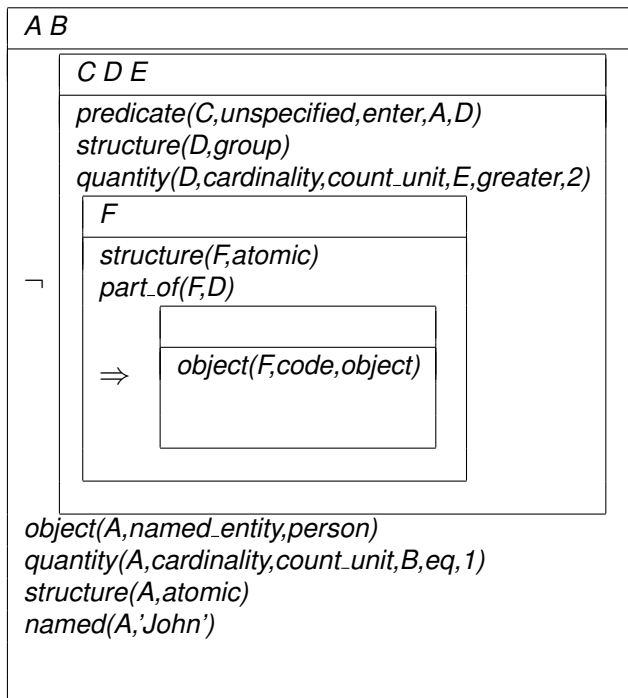 A B
C D E
predicate(C,unspecified,enter,A,D)
structure(D,group)
quantity(D,cardinality,count_unit,E,greater,2)
F
structure(F,atomic)
part_of(F,D)
¬
⇒ object(F,code,object)
object(A,named_entity,person)
quantity(A,cardinality,count_unit,B,eq,1)
structure(A,atomic)
named(A,'John')